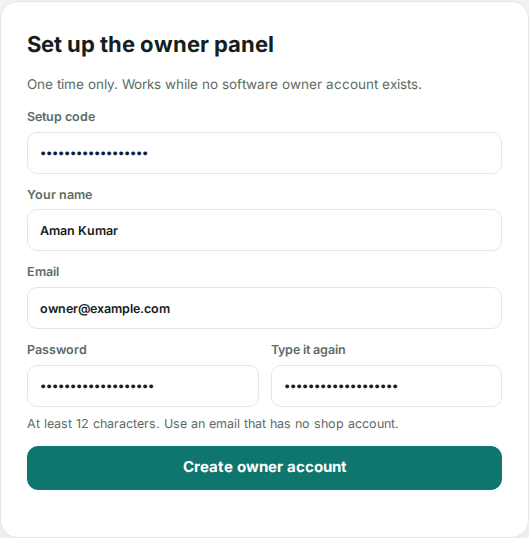 Set up the owner panel
One time only. Works while no software owner account exists.
Setup code
••••••••••••••••••
Your name
Aman Kumar
Email
owner@example.com
Password
Type it again
•••••••••••••••••••
•••••••••••••••••••
At least 12 characters. Use an email that has no shop account.
Create owner account